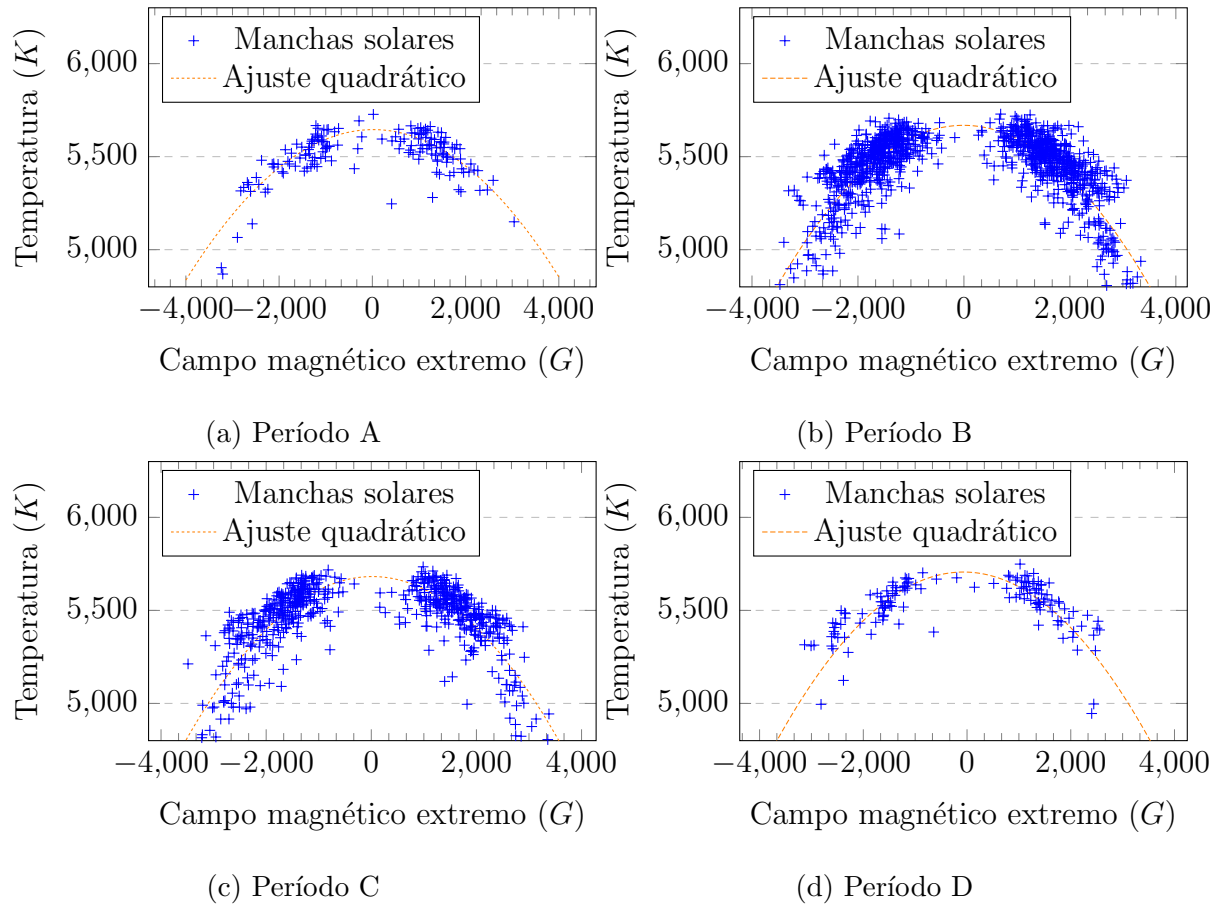 6,000
5,500
5,000
−4,000 −2,000 0 2,000 4,000
Temperatura (K)
Campo magnético extremo (G)
Manchas solares
Ajuste quadrático
(a) Período A
6,000
5,500
5,000
−4,000 −2,000 0 2,000 4,000
Temperatura (K)
Campo magnético extremo (G)
Manchas solares
Ajuste quadrático
(b) Período B
6,000
5,500
5,000
−4,000 −2,000 0 2,000 4,000
Temperatura (K)
Campo magnético extremo (G)
Manchas solares
Ajuste quadrático
(c) Período C
6,000
5,500
5,000
−4,000 −2,000 0 2,000 4,000
Temperatura (K)
Campo magnético extremo (G)
Manchas solares
Ajuste quadrático
(d) Período D